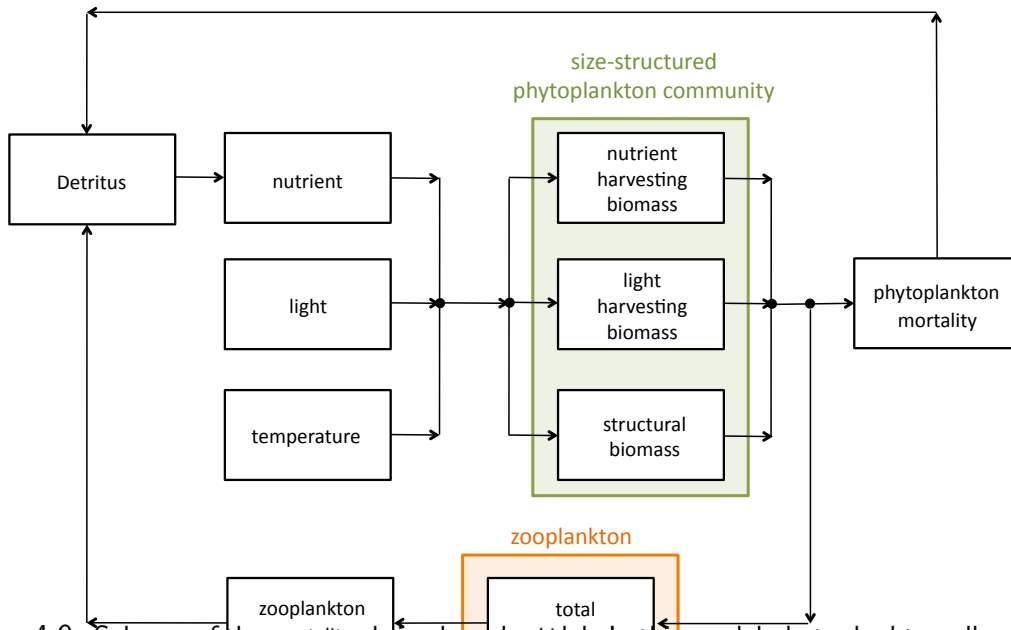 size-structured
phytoplankton community
Detritus
nutrient
nutrient
harvesting
biomass
light
light
harvesting
biomass
phytoplankton
mortality
temperature
structural
biomass
zooplankton
zooplankton
total